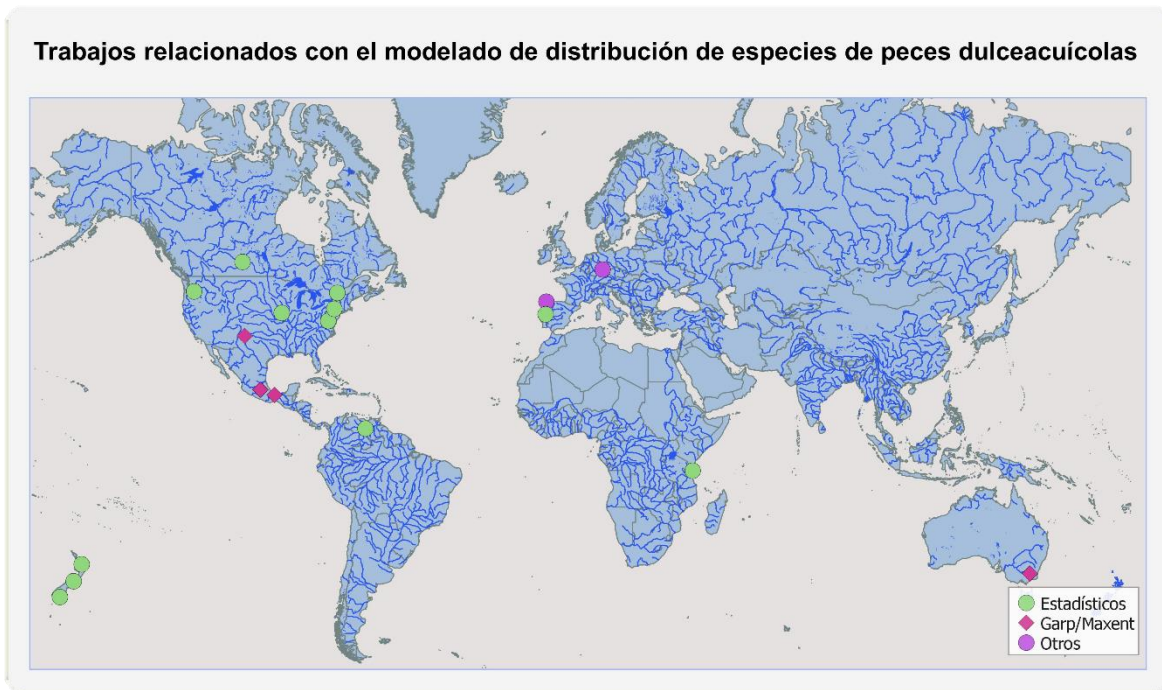 Trabajos relacionados con el modelado de distribución de especies de peces dulceacuícolas
Estadísticos
Garp/Maxent
Otros